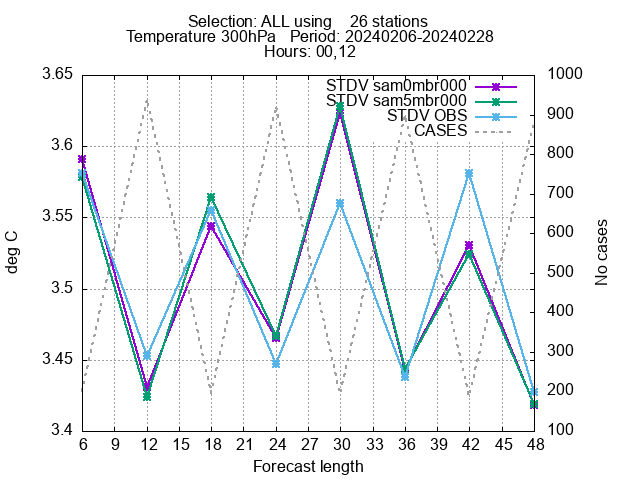 Selection: ALL using    26 stations
Temperature 300hPa   Period: 20240206-20240228
Hours: 00,12
3.65
3.6
3.55
3.5
3.45
3.4
deg C
STDV sam0mbr000
STDV sam5mbr000
STDV OBS
CASES
1000
900
800
700
600
500
400
300
200
100
No cases
6 9 12 15 18 21 24 27 30 33 36 39 42 45 48
Forecast length